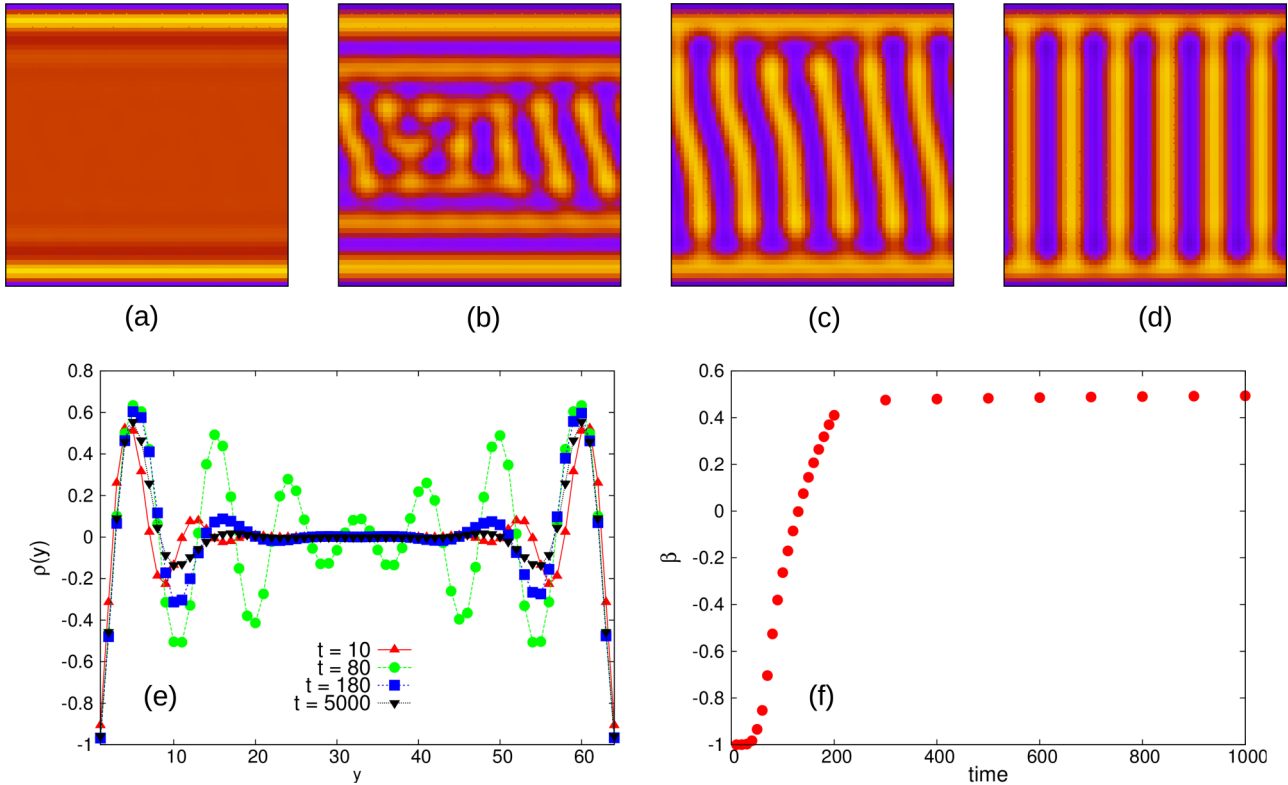 (a) (b) (c) (d)
0.8
0.6
0.4
0.2
0
-0.2
-0.4
-0.6
-0.8
-1
ρ(y)
10 20 30 40 50 60
y
t = 10
t = 80
t = 180
t = 5000
(e)
0.6
0.4
0.2
0
-0.2
-0.4
-0.6
-0.8
-1
β
0 200 400 600 800 1000
time
(f)